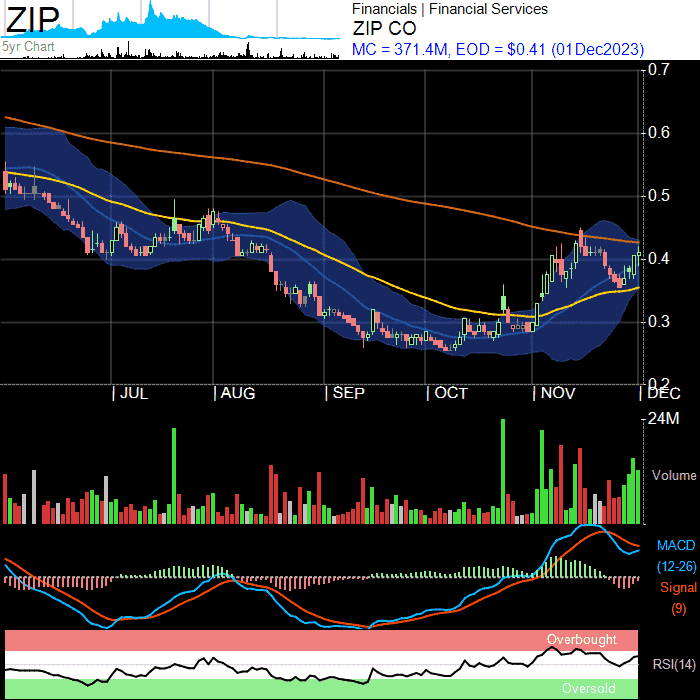 ZIP
5yr Chart
Financials | Financial Services
ZIP CO
MC = 371.4M, EOD = $0.41 (01Dec2023)
0.7
0.6
0.5
0.4
0.3
0.2
JUL AUG SEP OCT NOV DEC
24M
Volume
MACD
(12-26)
Signal
(9)
Overbought
RSI(14)
Oversold